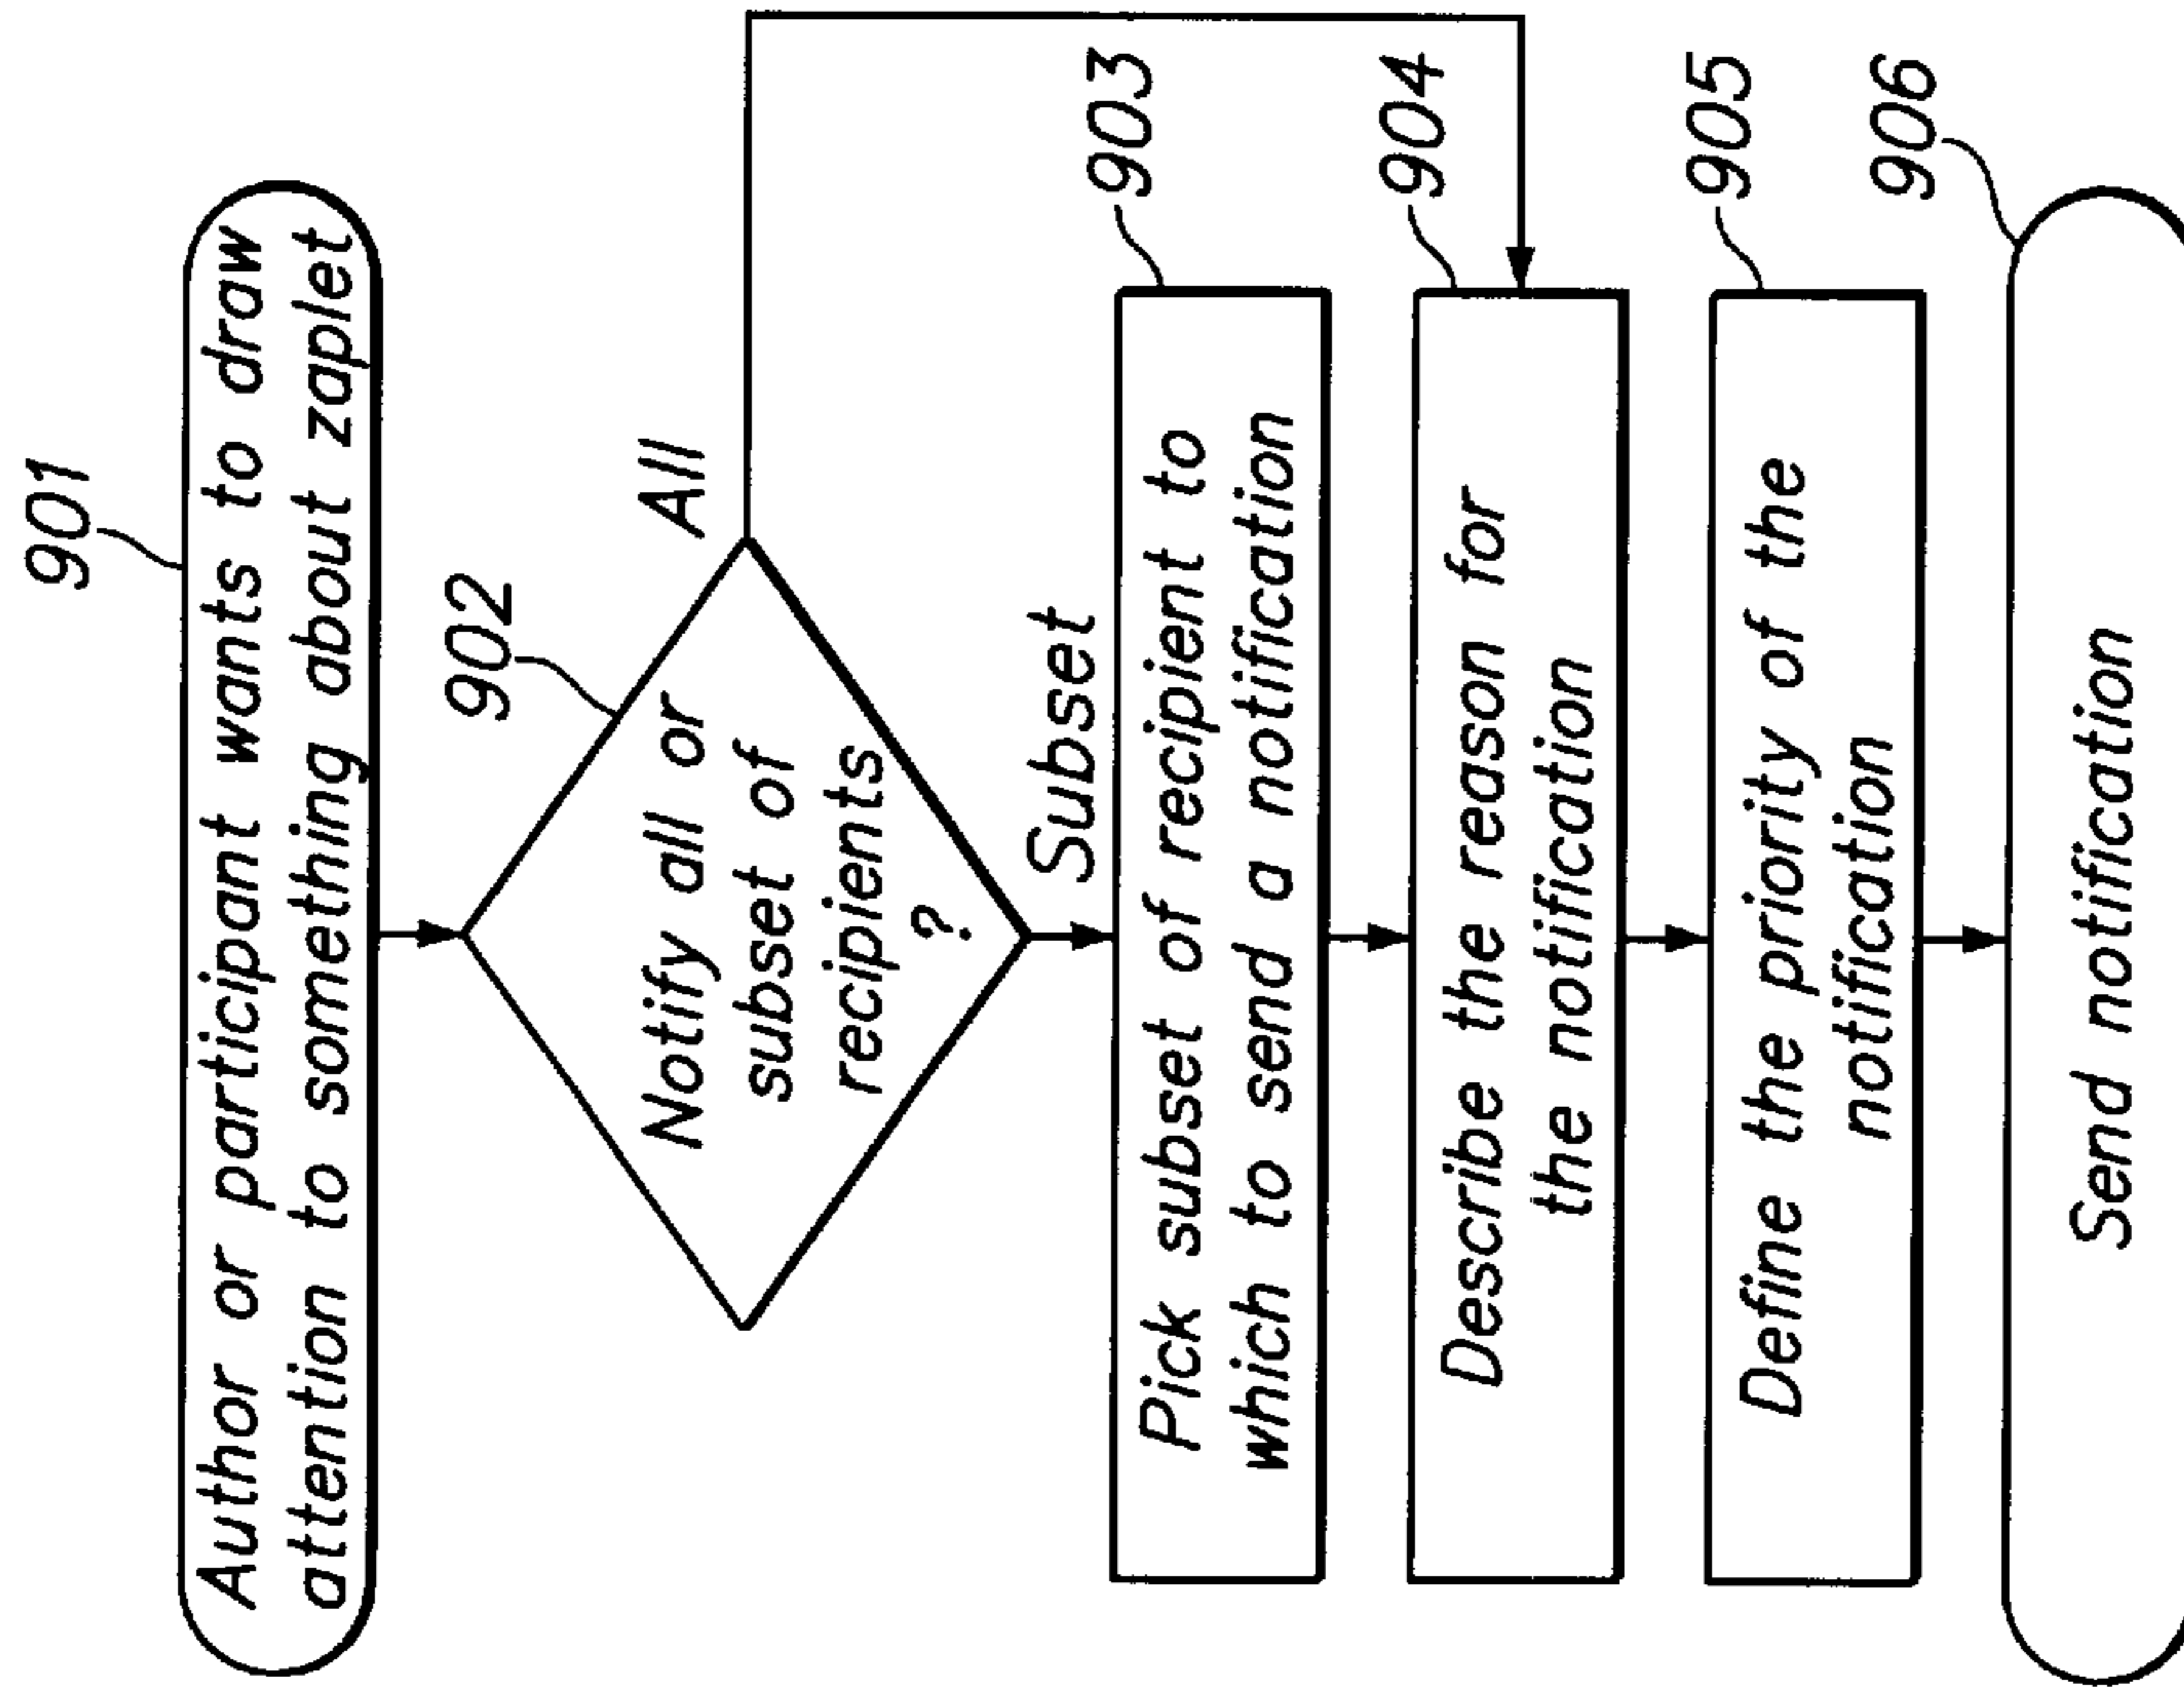 901
Author or participant wants to draw
attention to something about zaplet
902
Notify all or
subset of
recipients
?
All
Subset
903
Pick subset of recipient to
which to send a notification
904
Describe the reason for
the notification
905
Define the priority of the
notification
906
Send notification